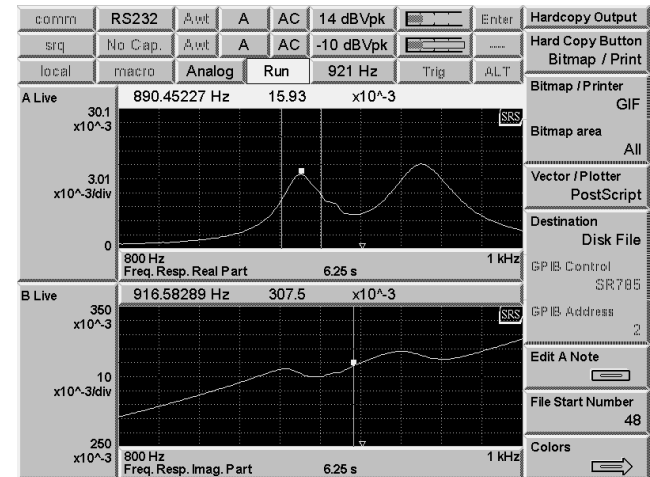 comm RS232 Awt A AC 14 dBVpk Enter
srq No Cap. Awt A AC -10 dBVpk ----
local macro Analog Run 921 Hz Trig ALT
A Live 890.45227 Hz 15.93 x10^-3
30.1
x10^-3
SRS
3.01
x10^-3/div
0
800 Hz 1 kHz
Freq. Resp. Real Part 6.25 s
B Live 916.58289 Hz 307.5 x10^-3
350
x10^-3
SRS
10
x10^-3/div
250
x10^-3
800 Hz 1 kHz
Freq. Resp. Imag. Part 6.25 s
Hardcopy Output
Hard Copy Button
Bitmap / Print
Bitmap / Printer
GIF
Bitmap area
All
Vector / Plotter
PostScript
Destination
Disk File
GPIB Control
SR785
GPIB Address
2
Edit A Note
File Start Number
48
Colors